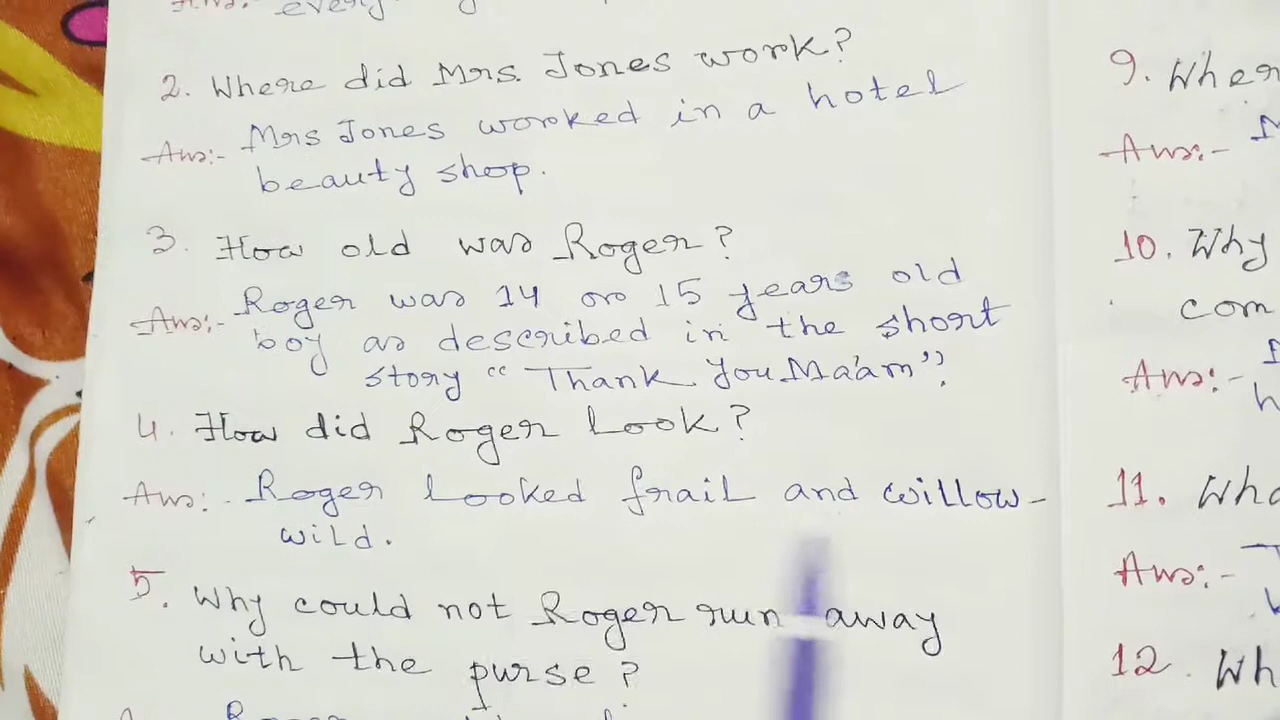 Ans:- every
2. Where did Mrs. Jones work?
Ans:- Mrs Jones worked in a hotel
beauty shop.
3. How old was Roger?
Ans:- Roger was 14 or 15 years old
boy as described in the short
story "Thank You Ma'am".
4. How did Roger Look?
Ans:- Roger Looked frail and willow-
wild.
5. Why could not Roger run away
with the purse?
9. Wher
Ans:-
10. Why
com
Ans:-
h
11. Wha
Ans:- T
12. Wh